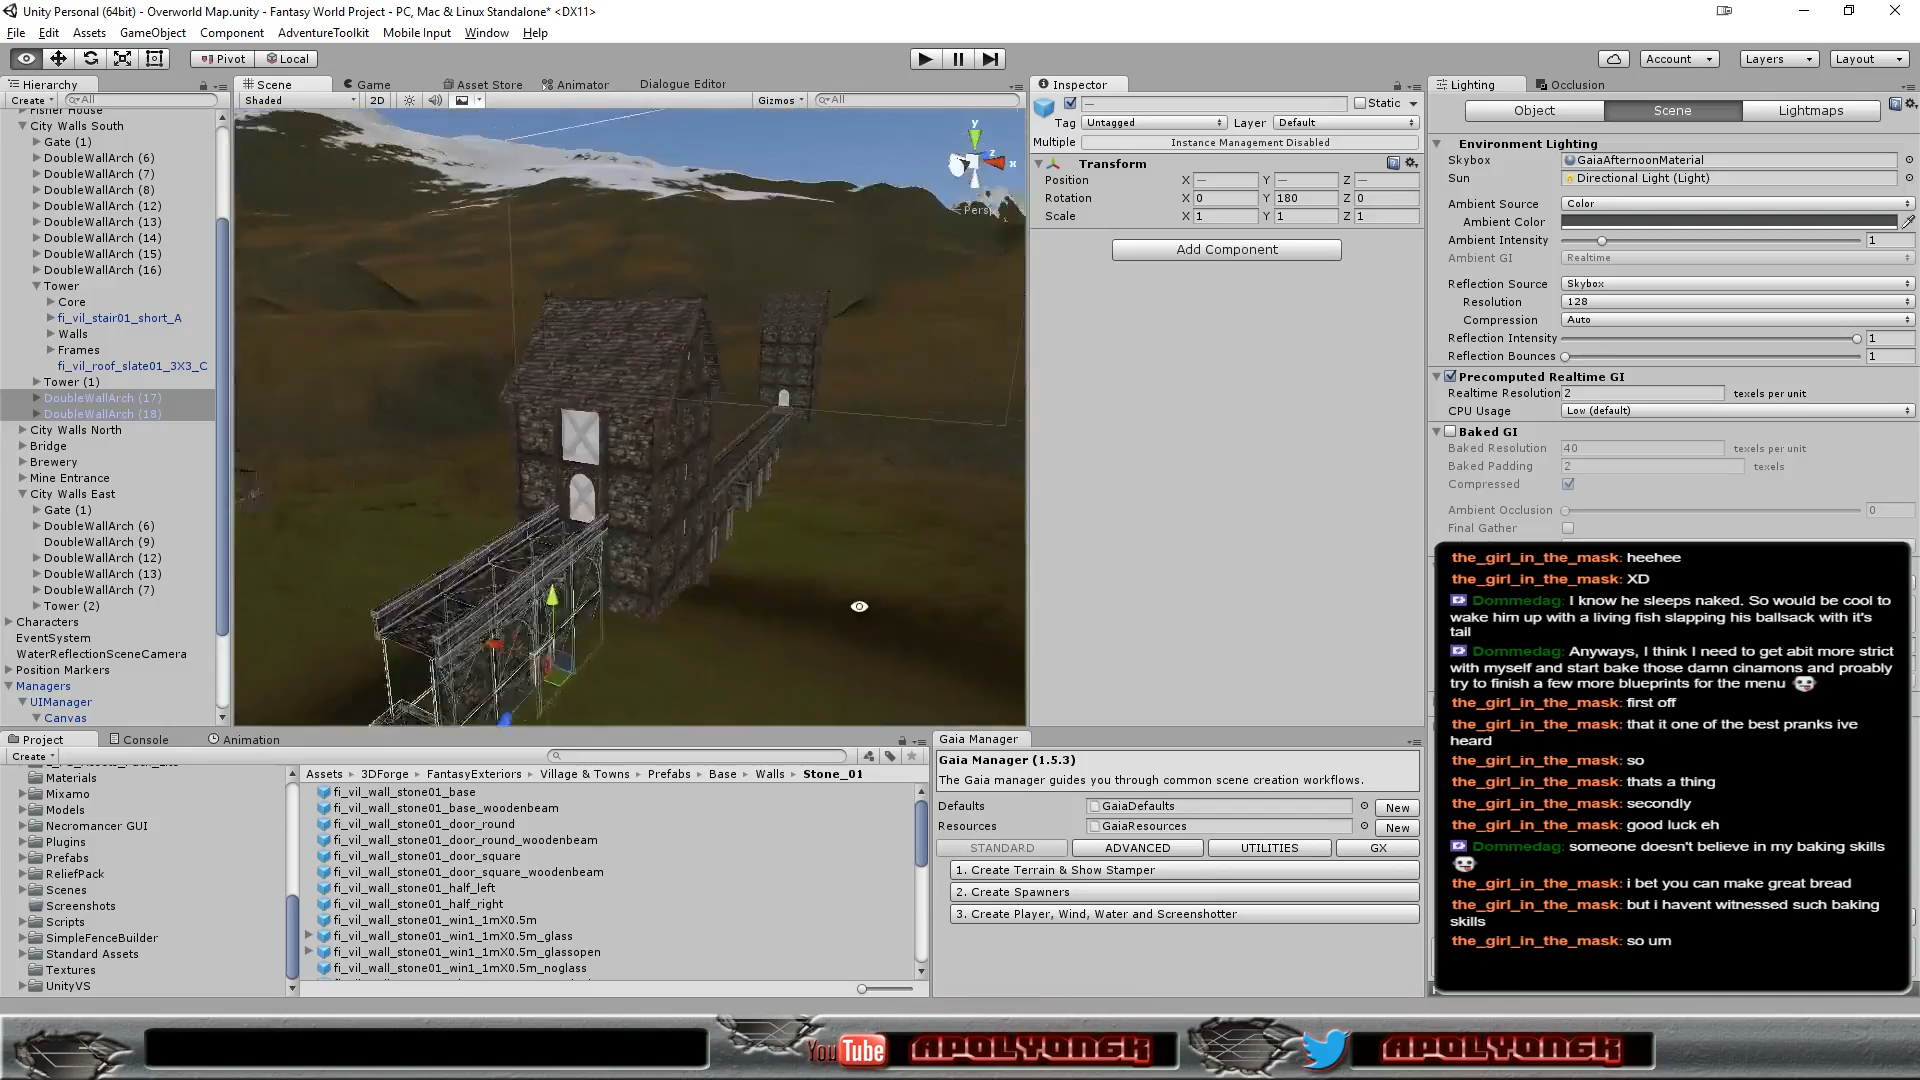 Unity Personal (64bit) - Overworld Map.unity - Fantasy World Project - PC, Mac & Linux Standalone* <DX11>
File Edit Assets GameObject Component AdventureToolkit Mobile Input Window Help
Pivot Local Account Layers Layout
Hierarchy
Create All
Fisher House
City Walls South
Gate (1)
DoubleWallArch (6)
DoubleWallArch (7)
DoubleWallArch (8)
DoubleWallArch (12)
DoubleWallArch (13)
DoubleWallArch (14)
DoubleWallArch (15)
DoubleWallArch (16)
Tower
Core
fi_vil_stair01_short_A
Walls
Frames
fi_vil_roof_slate01_3X3_C
Tower (1)
DoubleWallArch (17)
DoubleWallArch (18)
City Walls North
Bridge
Brewery
Mine Entrance
City Walls East
Gate (1)
DoubleWallArch (6)
DoubleWallArch (9)
DoubleWallArch (12)
DoubleWallArch (13)
DoubleWallArch (7)
Tower (2)
Characters
EventSystem
WaterReflectionSceneCamera
Position Markers
Managers
UIManager
Canvas
Scene Game Asset Store Animator Dialogue Editor
Shaded 2D Gizmos All
y
z
x
Persp
Inspector
—
Static
Tag Untagged Layer Default
Multiple Instance Management Disabled
Transform
Position X — Y — Z —
Rotation X 0 Y 180 Z 0
Scale X 1 Y 1 Z 1
Add Component
Lighting Occlusion
Object Scene Lightmaps
Environment Lighting
Skybox GaiaAfternoonMaterial
Sun Directional Light (Light)
Ambient Source Color
Ambient Color
Ambient Intensity 1
Ambient GI Realtime
Reflection Source Skybox
Resolution 128
Compression Auto
Reflection Intensity 1
Reflection Bounces 1
Precomputed Realtime GI
Realtime Resolution 2 texels per unit
CPU Usage Low (default)
Baked GI
Baked Resolution 40 texels per unit
Baked Padding 2 texels
Compressed
Ambient Occlusion 0
Final Gather
the_girl_in_the_mask: heehee
the_girl_in_the_mask: XD
Dommedag: I know he sleeps naked. So would be cool to
wake him up with a living fish slapping his ballsack with it's
tail
Dommedag: Anyways, I think I need to get abit more strict
with myself and start bake those damn cinamons and proably
try to finish a few more blueprints for the menu
the_girl_in_the_mask: first off
the_girl_in_the_mask: that it one of the best pranks ive
heard
the_girl_in_the_mask: so
the_girl_in_the_mask: thats a thing
the_girl_in_the_mask: secondly
the_girl_in_the_mask: good luck eh
Dommedag: someone doesn't believe in my baking skills
the_girl_in_the_mask: i bet you can make great bread
the_girl_in_the_mask: but i havent witnessed such baking
skills
the_girl_in_the_mask: so um
Project Console Animation
Create
Materials
Mixamo
Models
Necromancer GUI
Plugins
Prefabs
ReliefPack
Scenes
Screenshots
Scripts
SimpleFenceBuilder
Standard Assets
Textures
UnityVS
Assets 3DForge FantasyExteriors Village & Towns Prefabs Base Walls Stone_01
fi_vil_wall_stone01_base
fi_vil_wall_stone01_base_woodenbeam
fi_vil_wall_stone01_door_round
fi_vil_wall_stone01_door_round_woodenbeam
fi_vil_wall_stone01_door_square
fi_vil_wall_stone01_door_square_woodenbeam
fi_vil_wall_stone01_half_left
fi_vil_wall_stone01_half_right
fi_vil_wall_stone01_win1_1mX0.5m
fi_vil_wall_stone01_win1_1mX0.5m_glass
fi_vil_wall_stone01_win1_1mX0.5m_glassopen
fi_vil_wall_stone01_win1_1mX0.5m_noglass
Gaia Manager
Gaia Manager (1.5.3)
The Gaia manager guides you through common scene creation workflows.
Defaults GaiaDefaults New
Resources GaiaResources New
STANDARD ADVANCED UTILITIES GX
1. Create Terrain & Show Stamper
2. Create Spawners
3. Create Player, Wind, Water and Screenshotter
YouTube APOLYON6K APOLYON6K